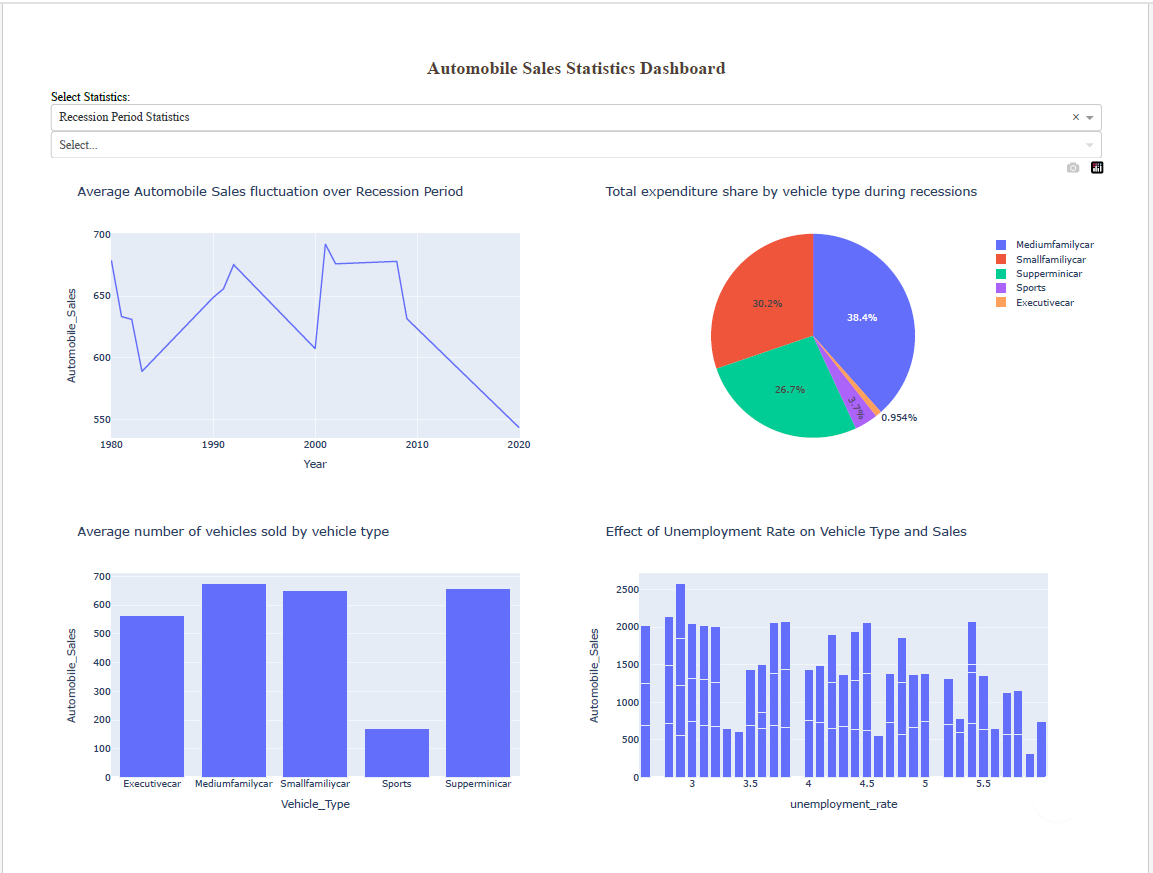 Automobile Sales Statistics Dashboard
Select Statistics:
Recession Period Statistics
×
Select...
Average Automobile Sales fluctuation over Recession Period
700
650
600
550
Automobile_Sales
1980 1990 2000 2010 2020
Year
Total expenditure share by vehicle type during recessions
38.4%
30.2%
26.7%
3.7%
0.954%
Mediumfamilycar
Smallfamiliycar
Supperminicar
Sports
Executivecar
Average number of vehicles sold by vehicle type
700
600
500
400
300
200
100
0
Automobile_Sales
Executivecar Mediumfamilycar Smallfamiliycar Sports Supperminicar
Vehicle_Type
Effect of Unemployment Rate on Vehicle Type and Sales
2500
2000
1500
1000
500
0
Automobile_Sales
3 3.5 4 4.5 5 5.5
unemployment_rate